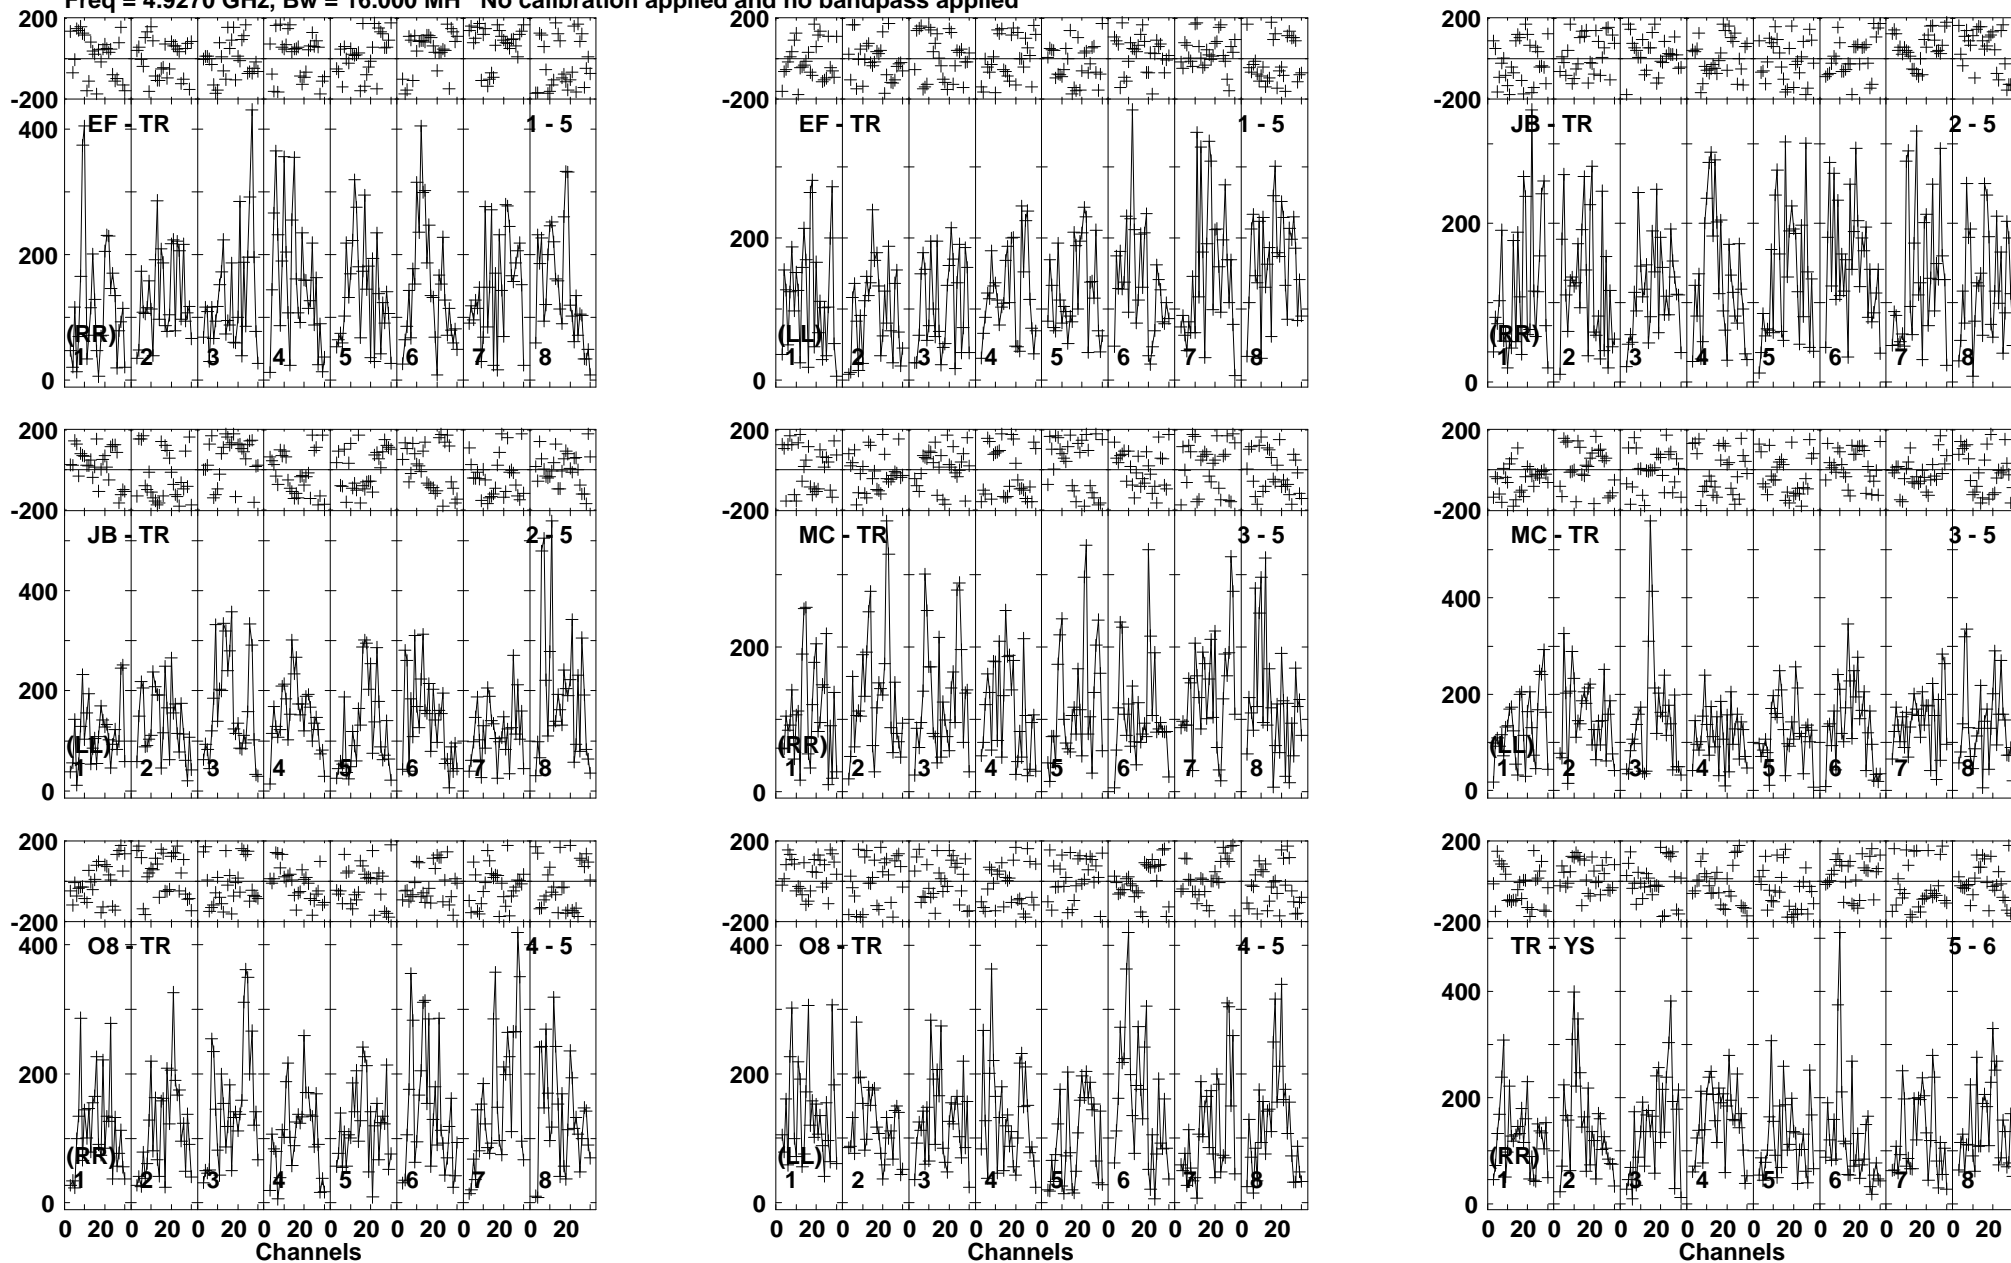 Freq = 4.9270 GHz, Bw = 16.000 MH No calibration applied and no bandpass applied
200 200 200
-200 -200 -200
EF - TR 1 - 5 EF - TR 1 - 5 JB - TR 2 - 5
400
200 200 200
(RR) (LL) (RR)
1 2 3 4 5 6 7 8 1 2 3 4 5 6 7 8 1 2 3 4 5 6 7 8
0 0 0
200 200 200
-200 -200 -200
JB - TR 2 - 5 MC - TR 3 - 5 MC - TR 3 - 5
400 400
200 200 200
(LL) (RR) (LL)
1 2 3 4 5 6 7 8 1 2 3 4 5 6 7 8 1 2 3 4 5 6 7 8
0 0 0
200 200 200
-200 -200 -200
O8 - TR 4 - 5 O8 - TR 4 - 5 TR - YS 5 - 6
400 400 400
200 200 200
(RR) (LL) (RR)
1 2 3 4 5 6 7 8 1 2 3 4 5 6 7 8 1 2 3 4 5 6 7 8
0 0 0
0 20 0 20 0 20 0 20 0 20 0 20 0 20 0 20 0 20 0 20 0 20 0 20 0 20 0 20 0 20 0 20 0 20 0 20 0 20 0 20 0 20 0 20 0 20 0 20
Channels Channels Channels